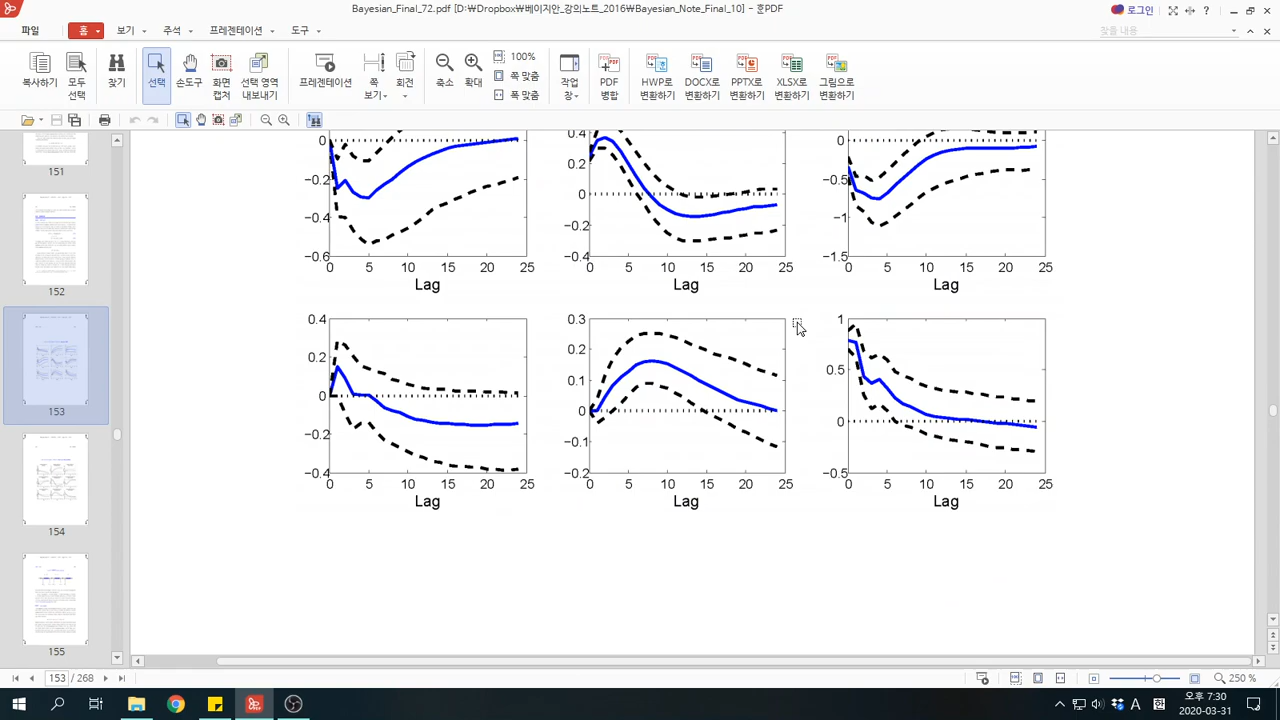 Bayesian_Final_72.pdf [D:₩Dropbox₩베이지안_강의노트_2016₩Bayesian_Note_Final_10] - 훈PDF
로그인
파일 홈 보기 주석 프레젠테이션 도구
찾을 내용
복사하기
모두 선택
찾기
선택
손도구
화면 캡처
선택 영역 내보내기
프레젠테이션
쪽 보기
회전
축소
확대
100%
쪽 맞춤
폭 맞춤
작업 창
PDF 병합
HWP로 변환하기
DOCX로 변환하기
PPTX로 변환하기
XLSX로 변환하기
그림으로 변환하기
151
152
153
154
155
0
−0.2
−0.4
−0.6
0 5 10 15 20 25
Lag
0.4
0.2
0
−0.2
−0.4
0 5 10 15 20 25
Lag
0
−0.5
−1
−1.5
0 5 10 15 20 25
Lag
0.4
0.2
0
−0.2
−0.4
0 5 10 15 20 25
Lag
0.3
0.2
0.1
0
−0.1
−0.2
0 5 10 15 20 25
Lag
1
0.5
0
−0.5
0 5 10 15 20 25
Lag
153 / 268
250 %
A 한
오후 7:30
2020-03-31